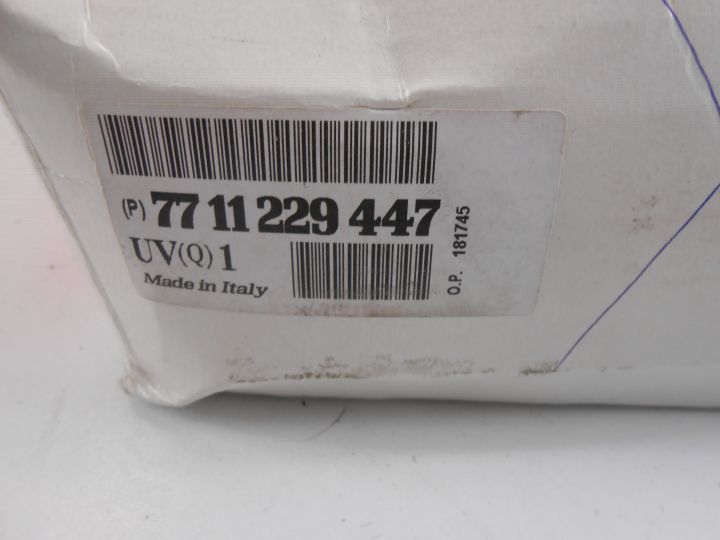 (P) 77 11 229 447
UV(Q) 1
Made in Italy
O.P. 181745